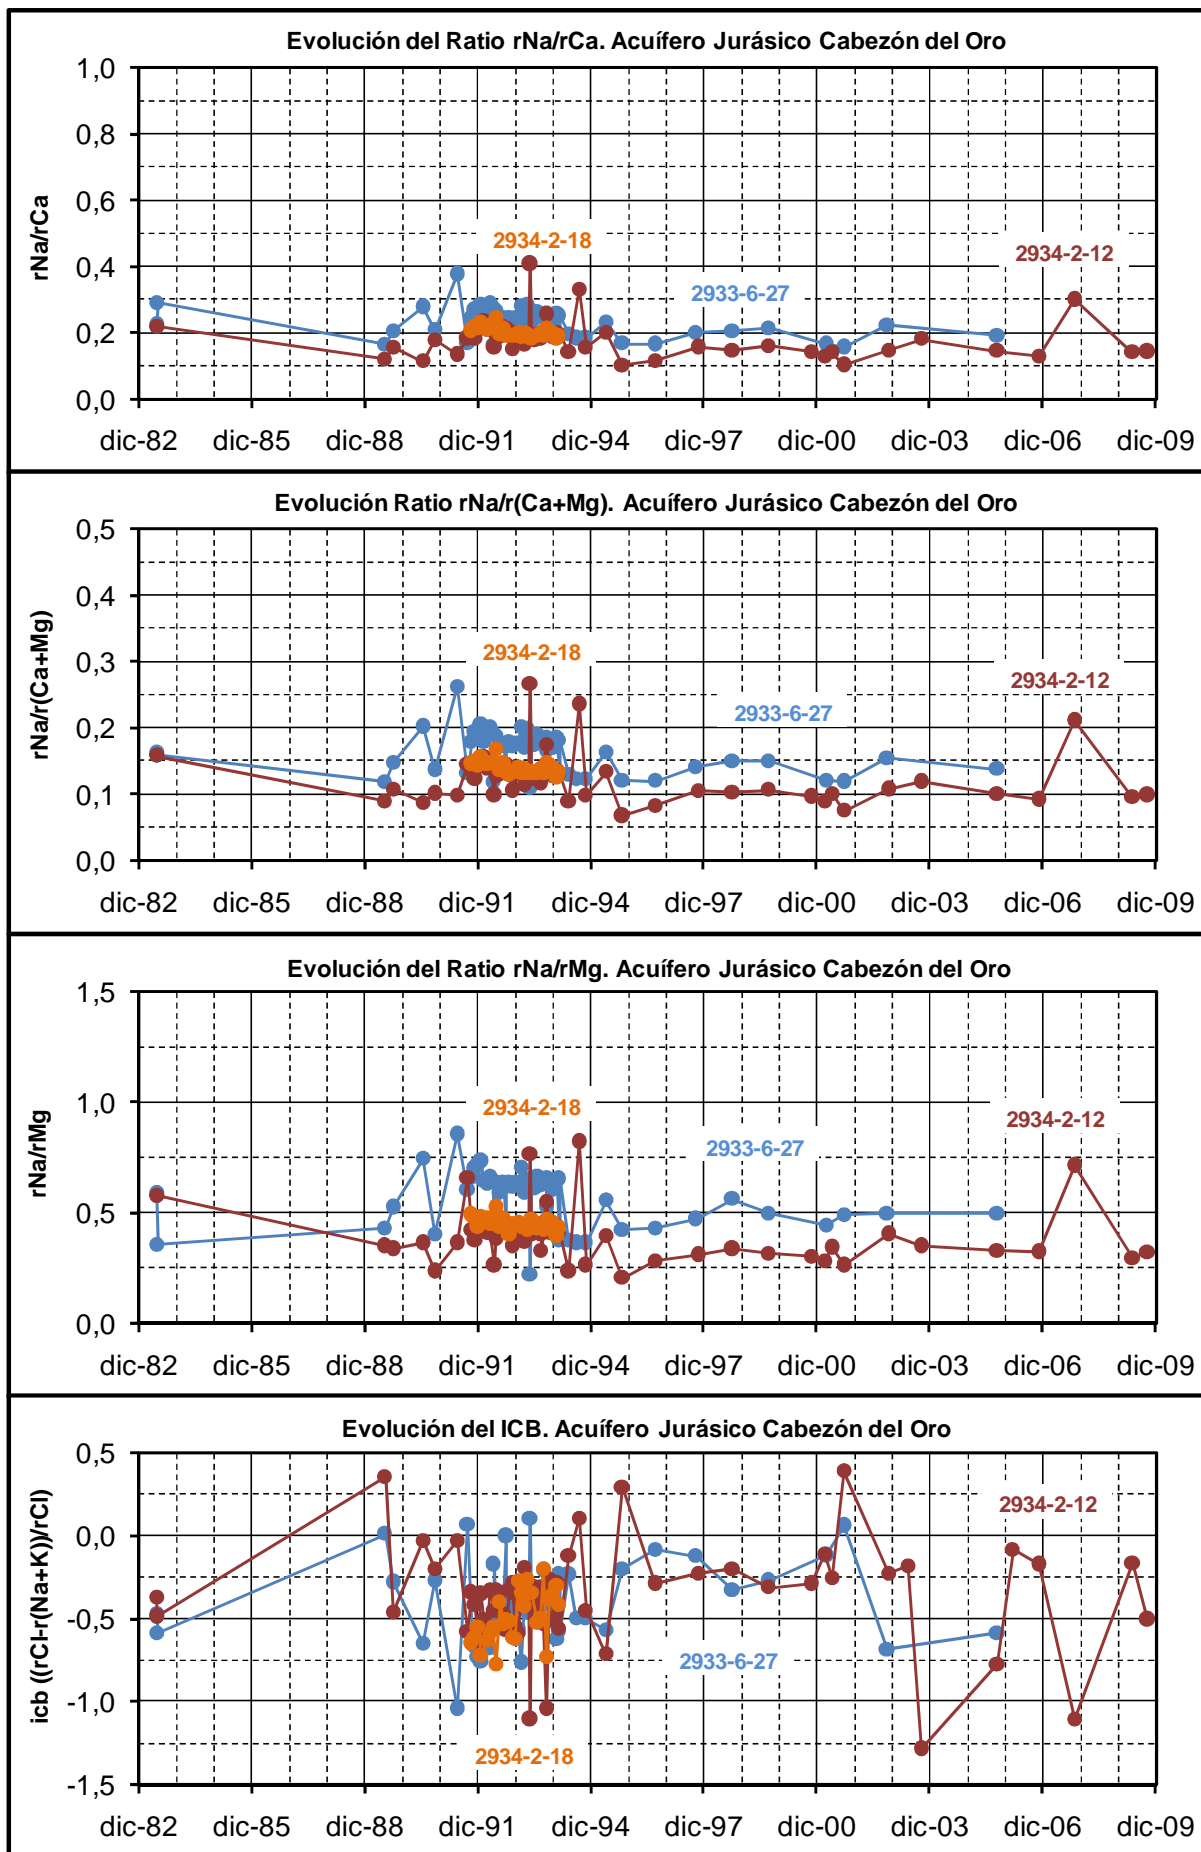 Evolución del Ratio rNa/rCa. Acuífero Jurásico Cabezón del Oro
rNa/rCa
1,0
0,8
0,6
0,4
0,2
0,0
2934-2-18
2933-6-27
2934-2-12
dic-82 dic-85 dic-88 dic-91 dic-94 dic-97 dic-00 dic-03 dic-06 dic-09
Evolución Ratio rNa/r(Ca+Mg). Acuífero Jurásico Cabezón del Oro
rNa/r(Ca+Mg)
0,5
0,4
0,3
0,2
0,1
0,0
2934-2-18
2933-6-27
2934-2-12
dic-82 dic-85 dic-88 dic-91 dic-94 dic-97 dic-00 dic-03 dic-06 dic-09
Evolución del Ratio rNa/rMg. Acuífero Jurásico Cabezón del Oro
rNa/rMg
1,5
1,0
0,5
0,0
2934-2-18
2933-6-27
2934-2-12
dic-82 dic-85 dic-88 dic-91 dic-94 dic-97 dic-00 dic-03 dic-06 dic-09
Evolución del ICB. Acuífero Jurásico Cabezón del Oro
icb ((rCl-r(Na+K))/rCl)
0,5
0,0
-0,5
-1,0
-1,5
2934-2-12
2933-6-27
2934-2-18
dic-82 dic-85 dic-88 dic-91 dic-94 dic-97 dic-00 dic-03 dic-06 dic-09